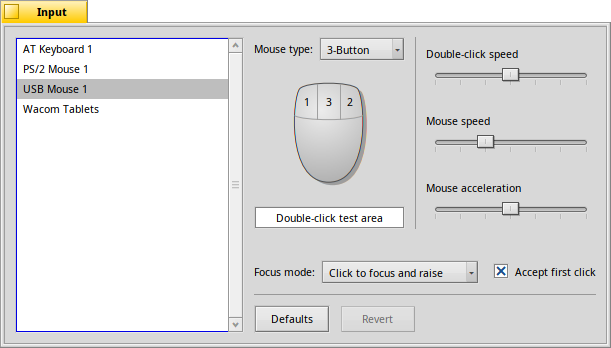 Input
AT Keyboard 1
PS/2 Mouse 1
USB Mouse 1
Wacom Tablets
Mouse type: 3-Button
1 3 2
Double-click test area
Double-click speed
Mouse speed
Mouse acceleration
Focus mode: Click to focus and raise
Accept first click
Defaults
Revert